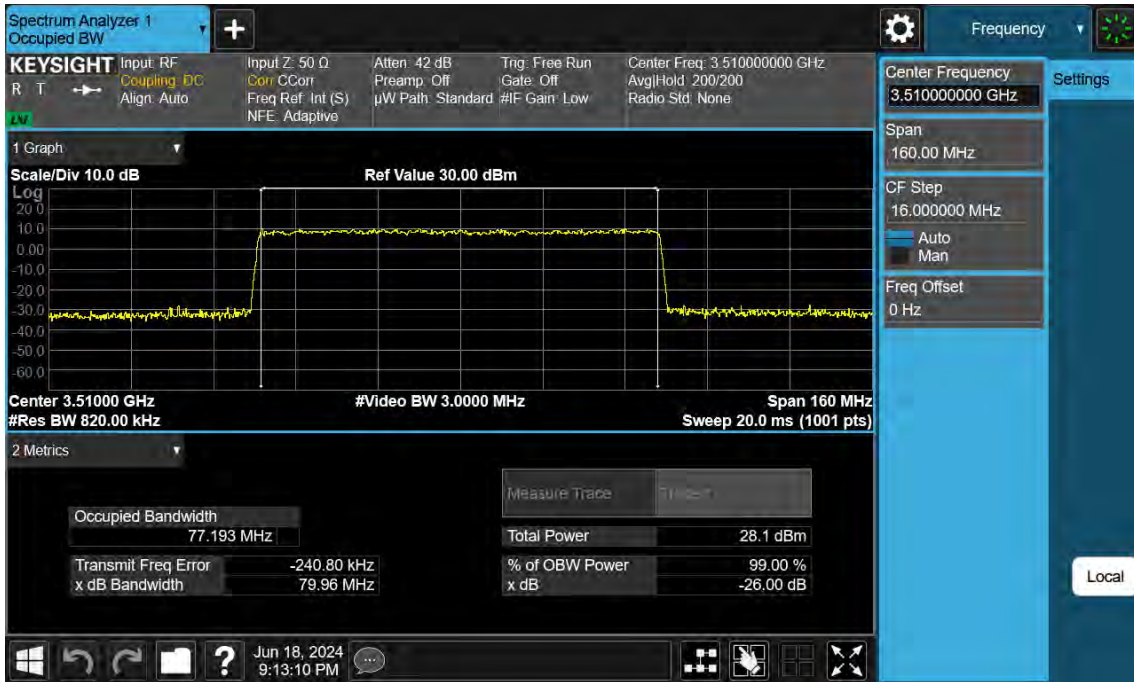 Spectrum Analyzer 1
Occupied BW
+
Frequency
KEYSIGHT
R T
LXI
Input: RF
Coupling: DC
Align: Auto
Input Z: 50 Ω
Corr CCorr
Freq Ref: Int (S)
NFE: Adaptive
Atten: 42 dB
Preamp: Off
µW Path: Standard
Trig: Free Run
Gate: Off
#IF Gain: Low
Center Freq: 3.510000000 GHz
Avg|Hold: 200/200
Radio Std: None
Center Frequency
3.510000000 GHz
Settings
Span
160.00 MHz
CF Step
16.000000 MHz
Auto
Man
Freq Offset
0 Hz
1 Graph
Scale/Div 10.0 dB
Ref Value 30.00 dBm
Log
20.0
10.0
0.00
-10.0
-20.0
-30.0
-40.0
-50.0
-60.0
Center 3.51000 GHz
#Video BW 3.0000 MHz
Span 160 MHz
#Res BW 820.00 kHz
Sweep 20.0 ms (1001 pts)
2 Metrics
Measure Trace
Occupied Bandwidth
77.193 MHz
Total Power 28.1 dBm
Transmit Freq Error -240.80 kHz
% of OBW Power 99.00 %
x dB Bandwidth 79.96 MHz
x dB -26.00 dB
Local
?
Jun 18, 2024
9:13:10 PM